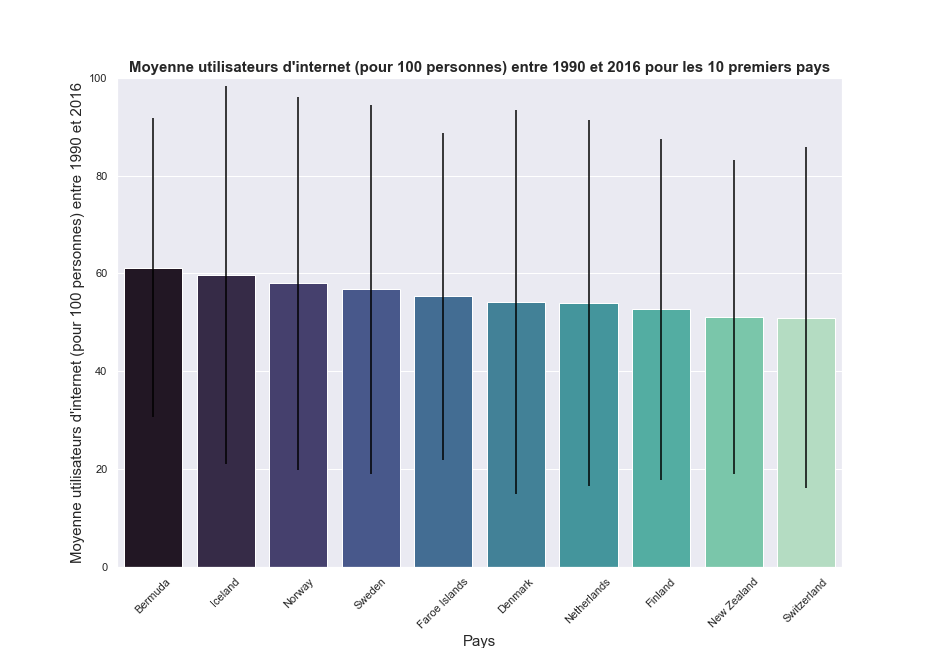 Moyenne utilisateurs d'internet (pour 100 personnes) entre 1990 et 2016 pour les 10 premiers pays
Moyenne utilisateurs d'internet (pour 100 personnes) entre 1990 et 2016
100
80
60
40
20
0
Bermuda
Iceland
Norway
Sweden
Faroe Islands
Denmark
Netherlands
Finland
New Zealand
Switzerland
Pays